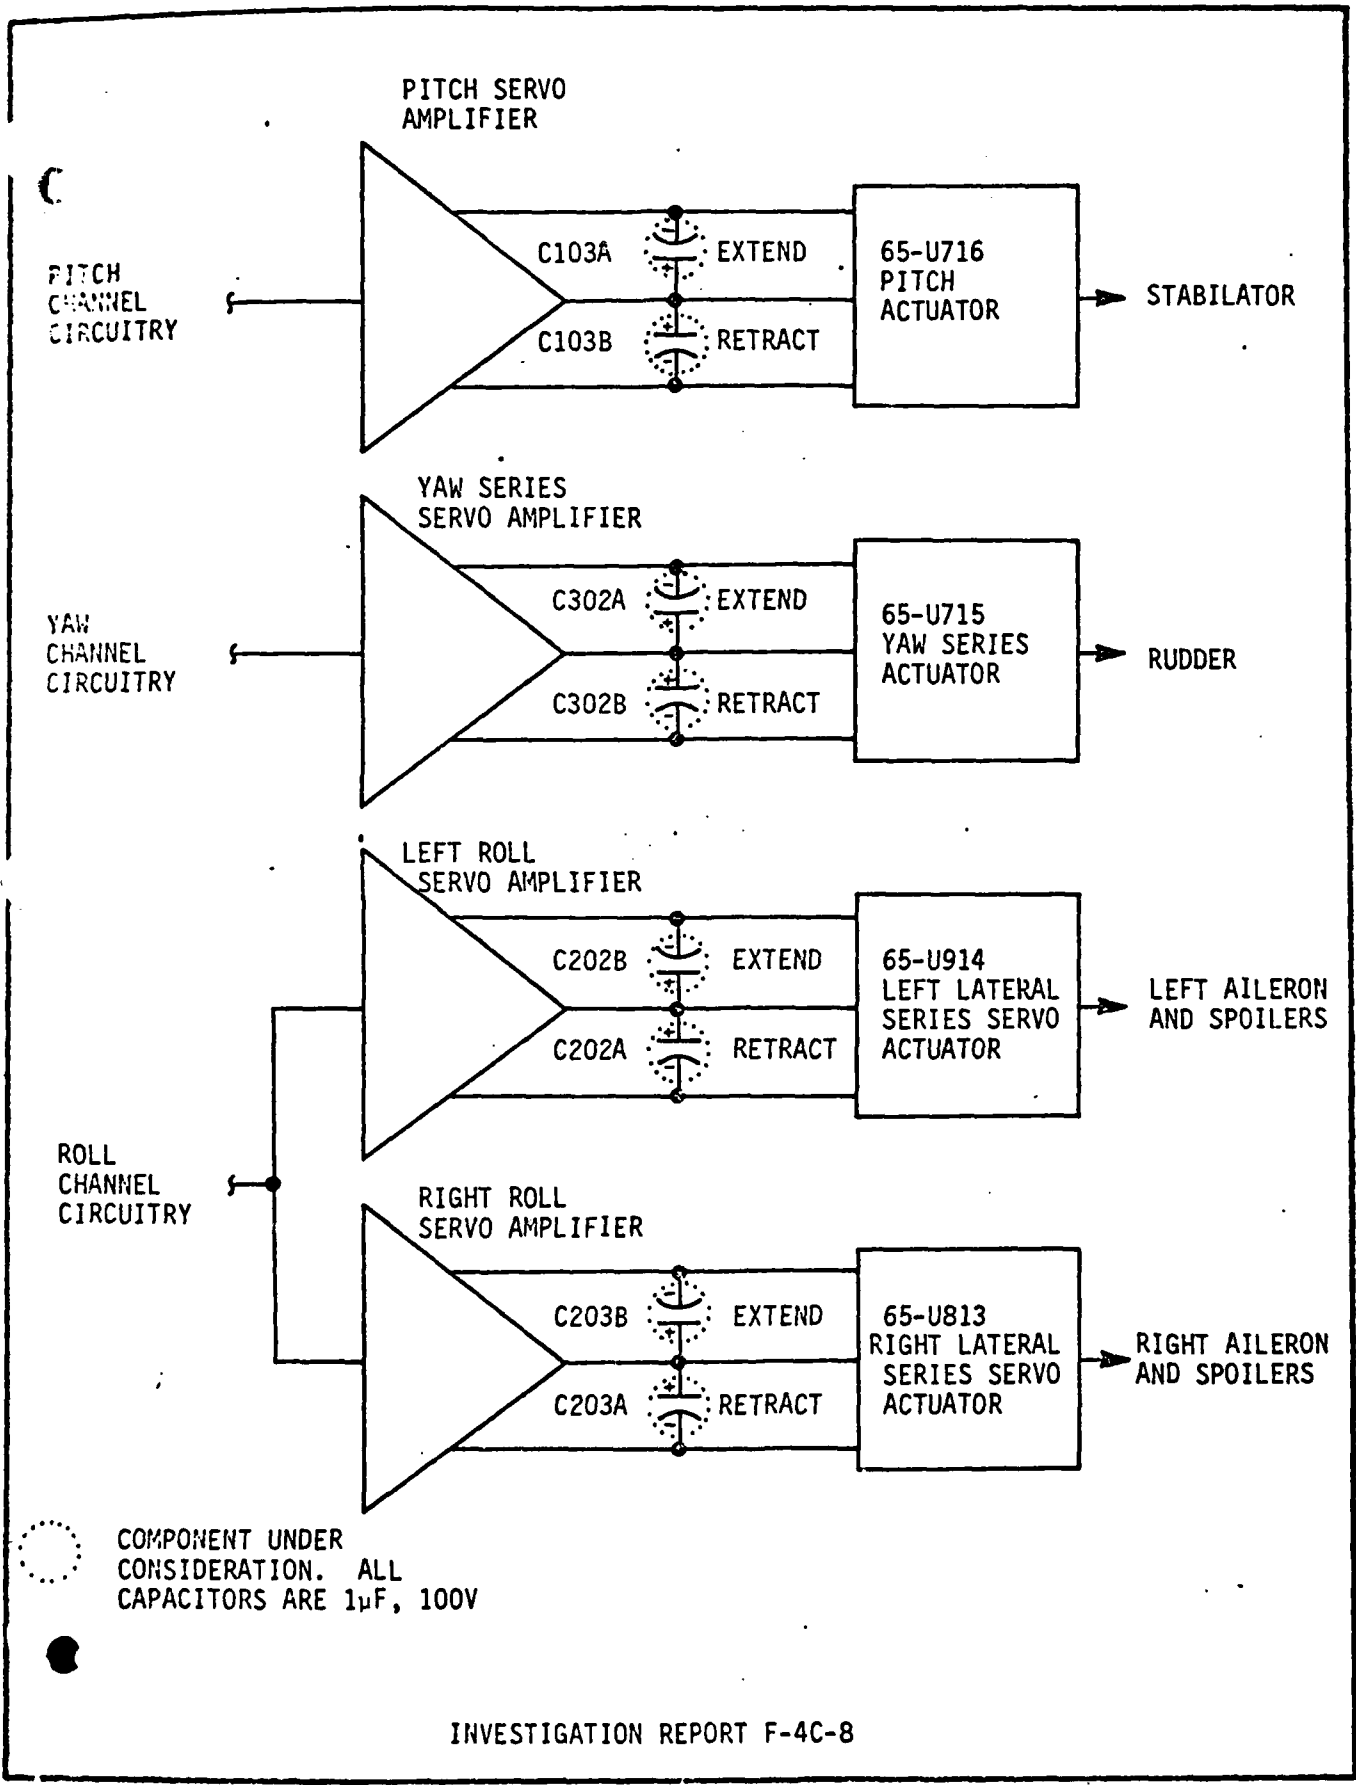 PITCH SERVO
AMPLIFIER
PITCH
CHANNEL
CIRCUITRY
C103A
- +
EXTEND
C103B
+ -
RETRACT
65-U716
PITCH
ACTUATOR
STABILATOR
YAW SERIES
SERVO AMPLIFIER
YAW
CHANNEL
CIRCUITRY
C302A
- +
EXTEND
C302B
+ -
RETRACT
65-U715
YAW SERIES
ACTUATOR
RUDDER
LEFT ROLL
SERVO AMPLIFIER
C202B
- +
EXTEND
C202A
+ -
RETRACT
65-U914
LEFT LATERAL
SERIES SERVO
ACTUATOR
LEFT AILERON
AND SPOILERS
ROLL
CHANNEL
CIRCUITRY
RIGHT ROLL
SERVO AMPLIFIER
C203B
- +
EXTEND
C203A
+ -
RETRACT
65-U813
RIGHT LATERAL
SERIES SERVO
ACTUATOR
RIGHT AILERON
AND SPOILERS
COMPONENT UNDER
CONSIDERATION. ALL
CAPACITORS ARE 1µF, 100V
INVESTIGATION REPORT F-4C-8